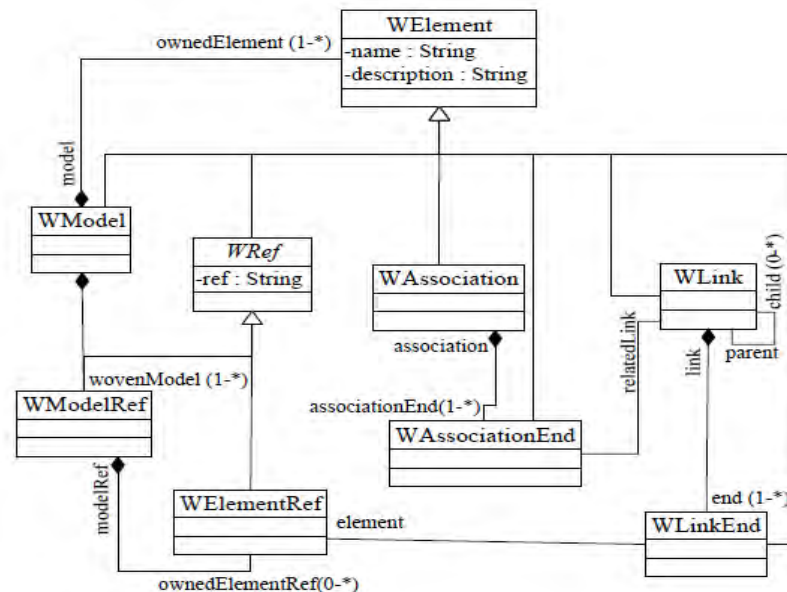 WElement
ownedElement (1-*)
-name : String
-description : String
model
WModel
WRef
-ref : String
WAssociation
WLink
child (0-*)
association
relatedLink
link
parent
wovenModel (1-*)
WModelRef
associationEnd(1-*)
WAssociationEnd
modelRef
WElementRef
element
end (1-*)
WLinkEnd
ownedElementRef(0-*)